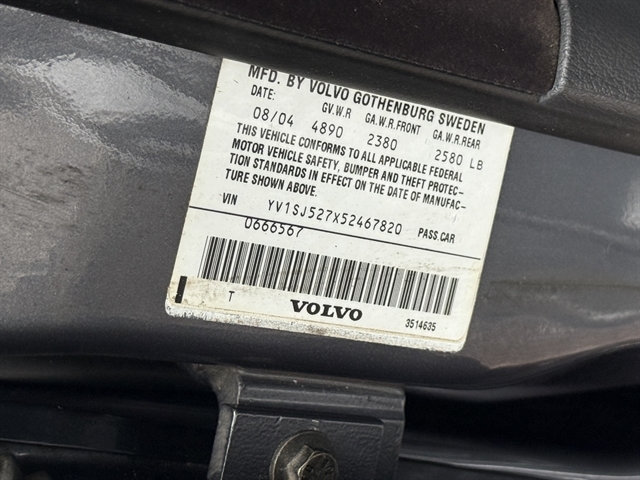 MFD. BY VOLVO GOTHENBURG SWEDEN
DATE: GV.W.R GA.W.R.FRONT GA.W.R.REAR
08/04 4890 2380 2580 LB
THIS VEHICLE CONFORMS TO ALL APPLICABLE FEDERAL
MOTOR VEHICLE SAFETY, BUMPER AND THEFT PROTEC-
TION STANDARDS IN EFFECT ON THE DATE OF MANUFAC-
TURE SHOWN ABOVE.
VIN YV1SJ527X52467820 PASS.CAR
0666567
T VOLVO 3514635